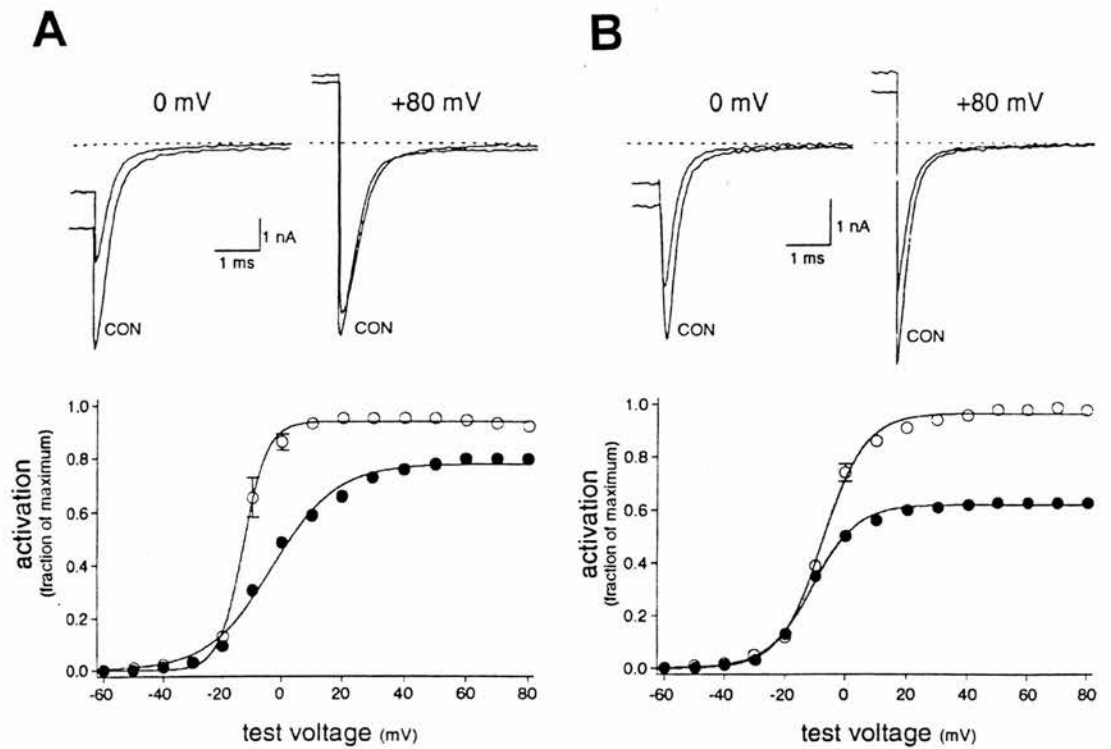 A
0 mV
+80 mV
1 nA
1 ms
CON
CON
activation
(fraction of maximum)
1.0
0.8
0.6
0.4
0.2
0.0
-60
-40
-20
0
20
40
60
80
test voltage (mV)
B
0 mV
+80 mV
1 nA
1 ms
CON
CON
activation
(fraction of maximum)
1.0
0.8
0.6
0.4
0.2
0.0
-60
-40
-20
0
20
40
60
80
test voltage (mV)